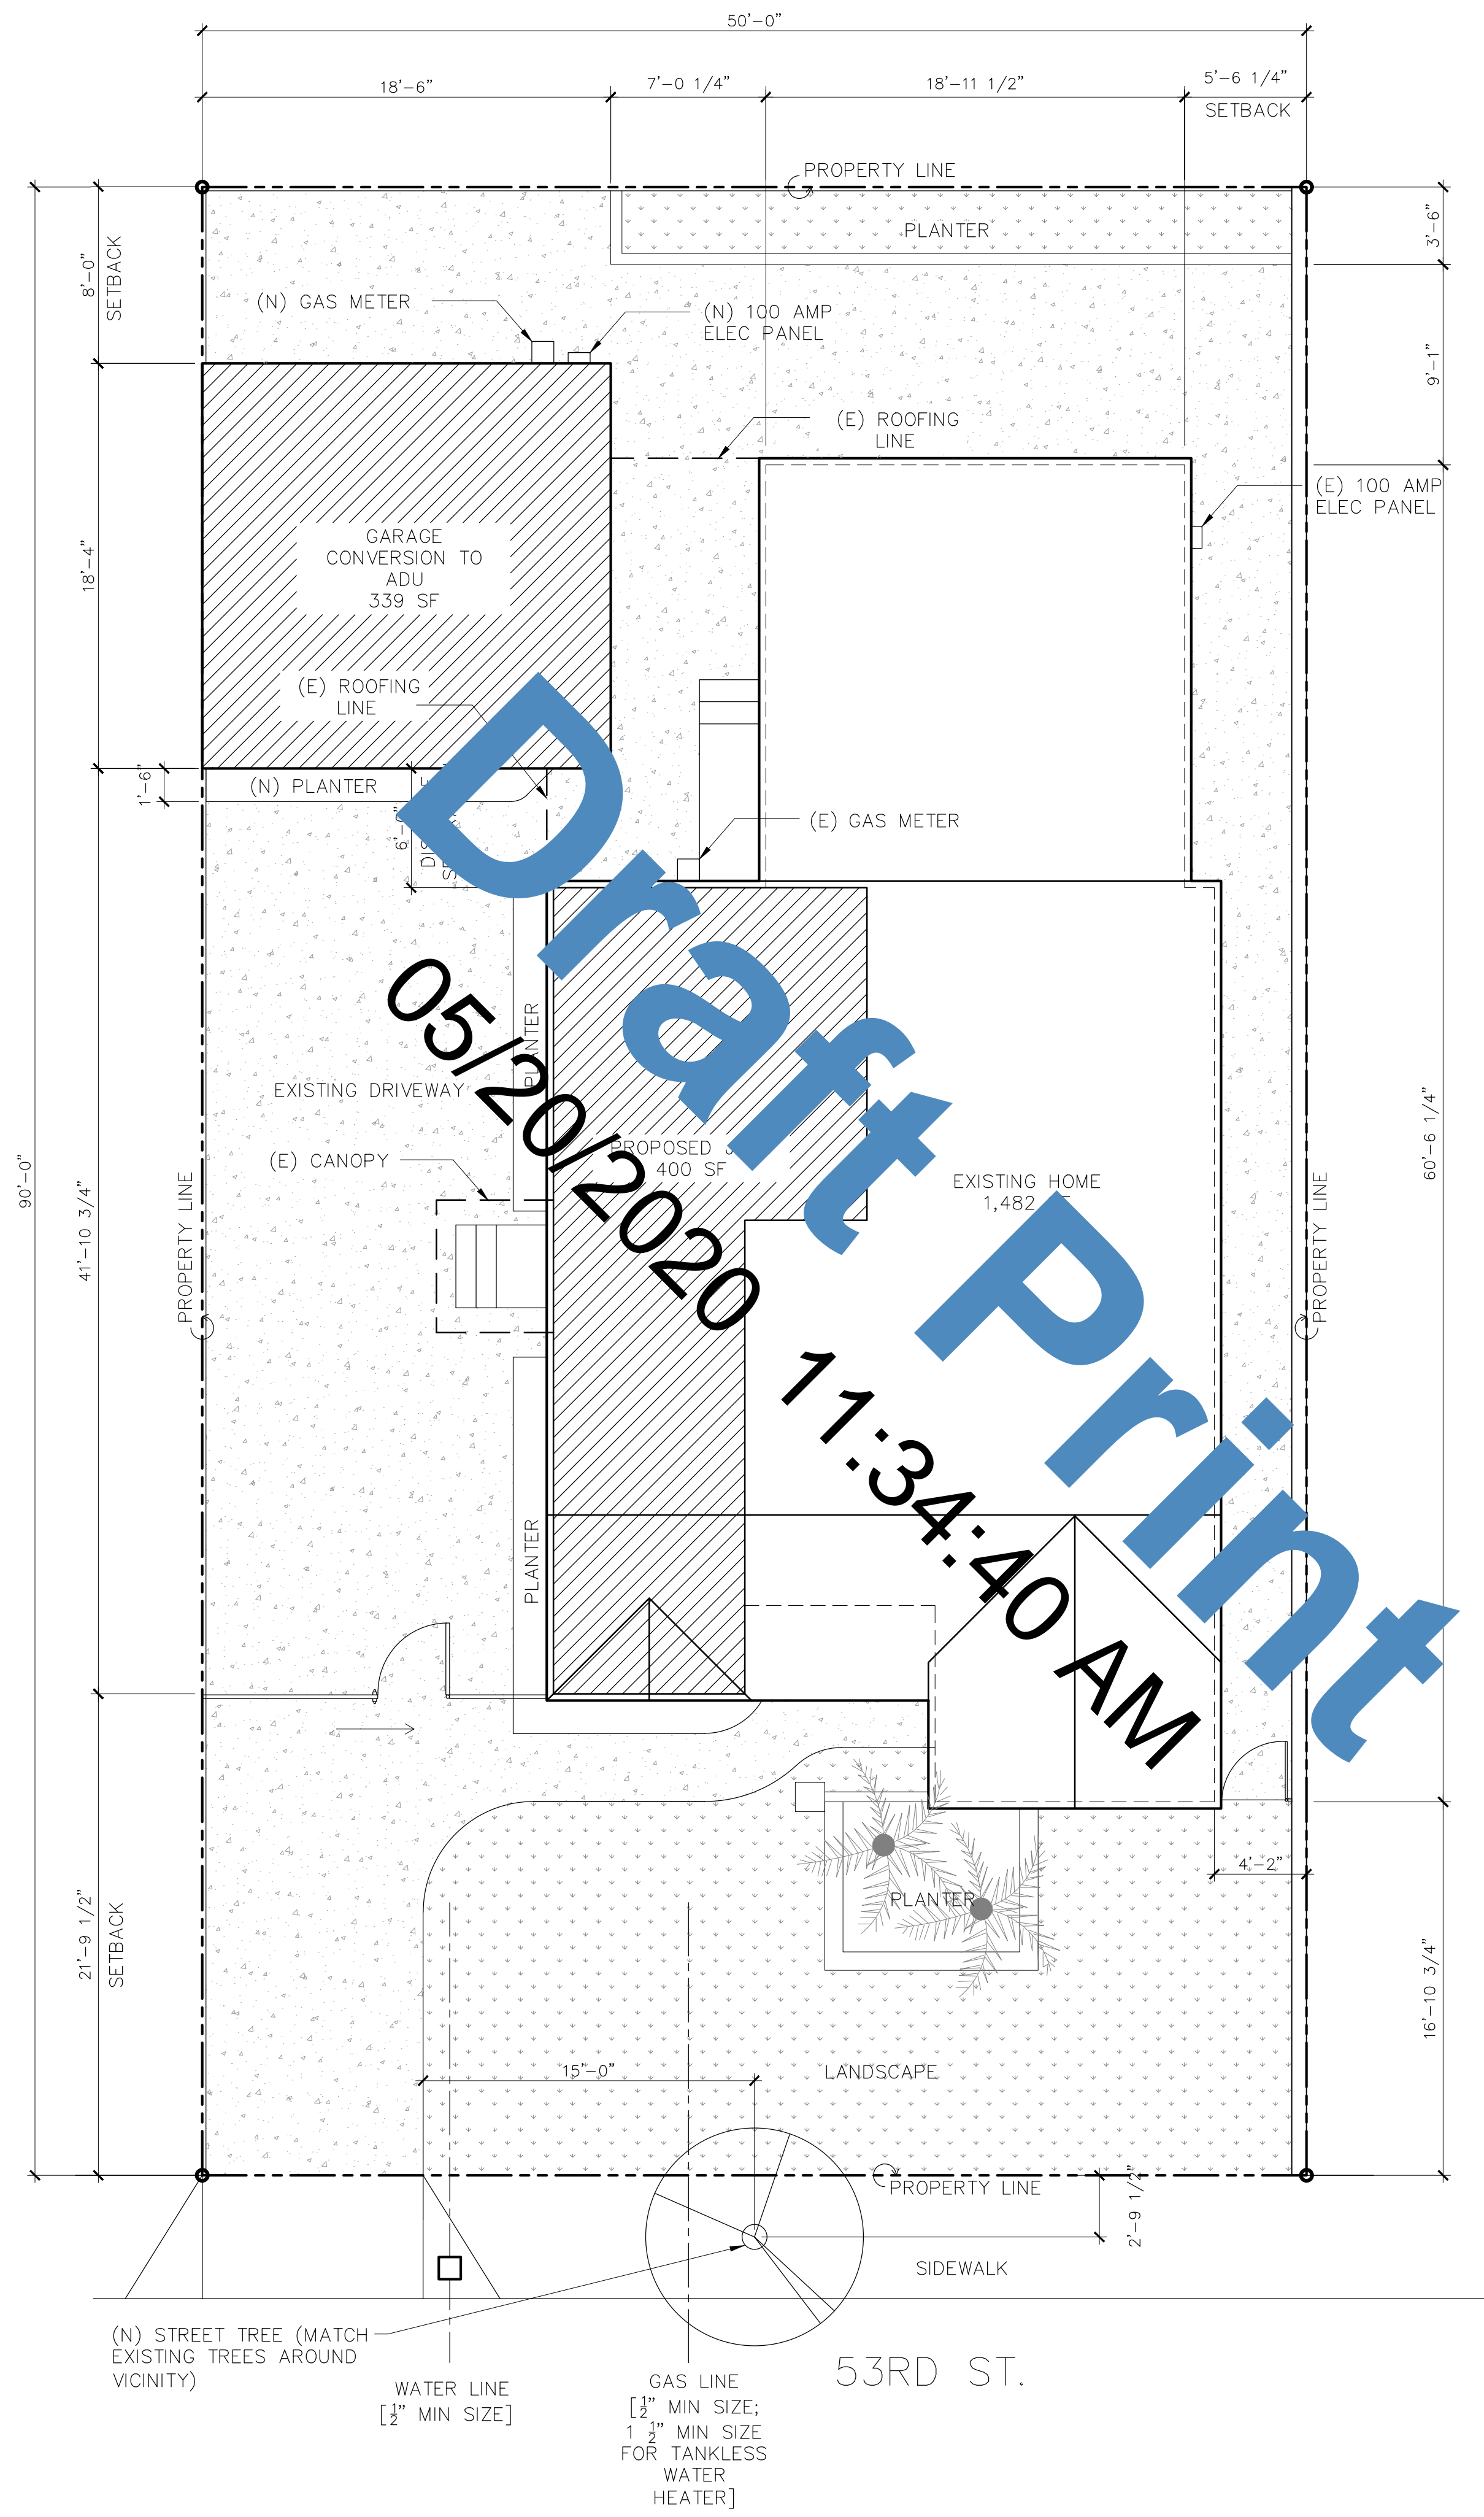 50'-0"
18'-6"
7'-0 1/4"
18'-11 1/2"
5'-6 1/4"
SETBACK
PROPERTY LINE
PLANTER
3'-6"
8'-0"
SETBACK
(N) GAS METER
(N) 100 AMP
ELEC PANEL
9'-1"
(E) ROOFING
LINE
(E) 100 AMP
ELEC PANEL
GARAGE
CONVERSION TO
ADU
339 SF
18'-4"
(E) ROOFING
LINE
1'-6"
(N) PLANTER
(E) GAS METER
PLANTER
EXISTING DRIVEWAY
PROPOSED
400 SF
(E) CANOPY
EXISTING HOME
1,482
60'-6 1/4"
90'-0"
41'-10 3/4"
PROPERTY LINE
PROPERTY LINE
PLANTER
Draft Print
05/20/2020 11:34:40 AM
4'-2"
PLANTER
21'-9 1/2"
SETBACK
16'-10 3/4"
15'-0"
LANDSCAPE
PROPERTY LINE
2'-9 1/2"
SIDEWALK
(N) STREET TREE (MATCH
EXISTING TREES AROUND
VICINITY)
WATER LINE
[½" MIN SIZE]
GAS LINE
[½" MIN SIZE;
1 ½" MIN SIZE
FOR TANKLESS
WATER
HEATER]
53RD ST.